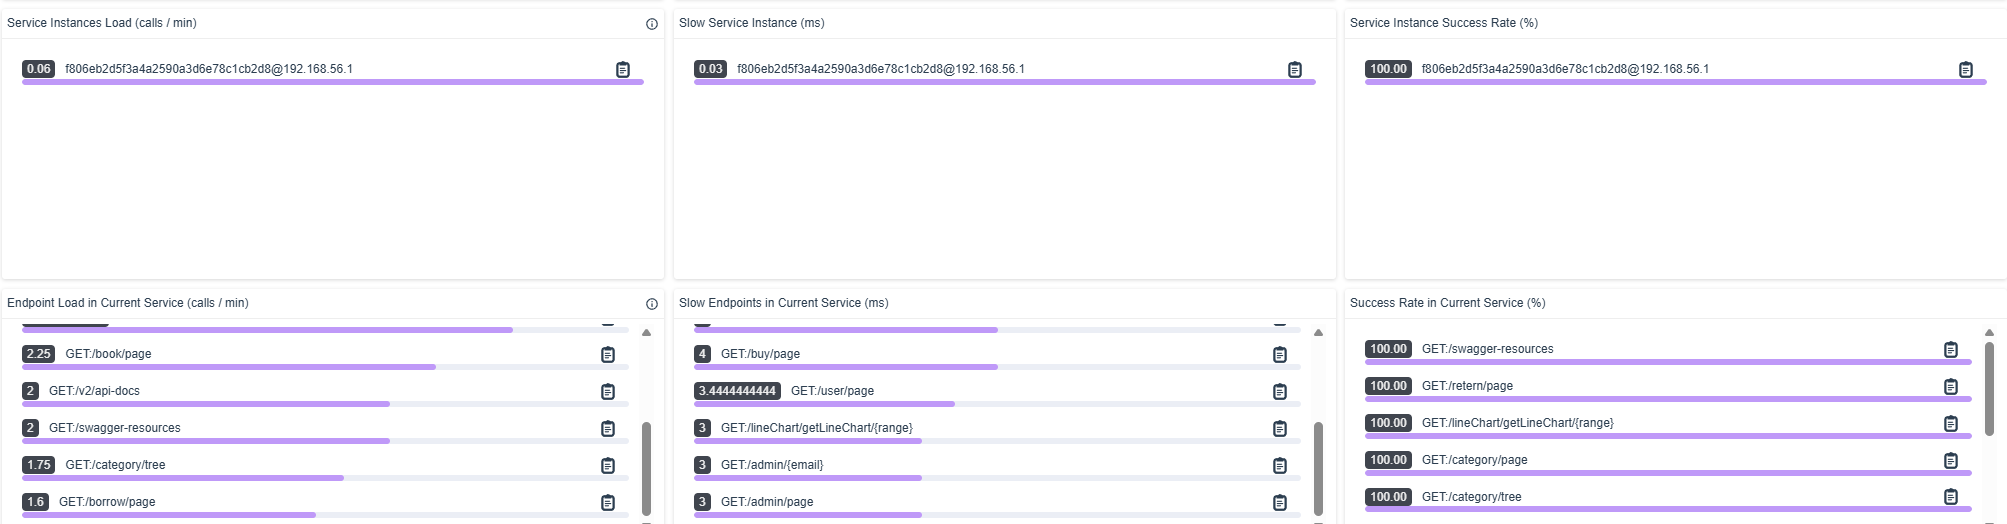 Service Instances Load (calls / min)
0.06 f806eb2d5f3a4a2590a3d6e78c1cb2d8@192.168.56.1
Slow Service Instance (ms)
0.03 f806eb2d5f3a4a2590a3d6e78c1cb2d8@192.168.56.1
Service Instance Success Rate (%)
100.00 f806eb2d5f3a4a2590a3d6e78c1cb2d8@192.168.56.1
Endpoint Load in Current Service (calls / min)
2.25 GET:/book/page
2 GET:/v2/api-docs
2 GET:/swagger-resources
1.75 GET:/category/tree
1.6 GET:/borrow/page
Slow Endpoints in Current Service (ms)
4 GET:/buy/page
3.4444444444 GET:/user/page
3 GET:/lineChart/getLineChart/{range}
3 GET:/admin/{email}
3 GET:/admin/page
Success Rate in Current Service (%)
100.00 GET:/swagger-resources
100.00 GET:/retern/page
100.00 GET:/lineChart/getLineChart/{range}
100.00 GET:/category/page
100.00 GET:/category/tree